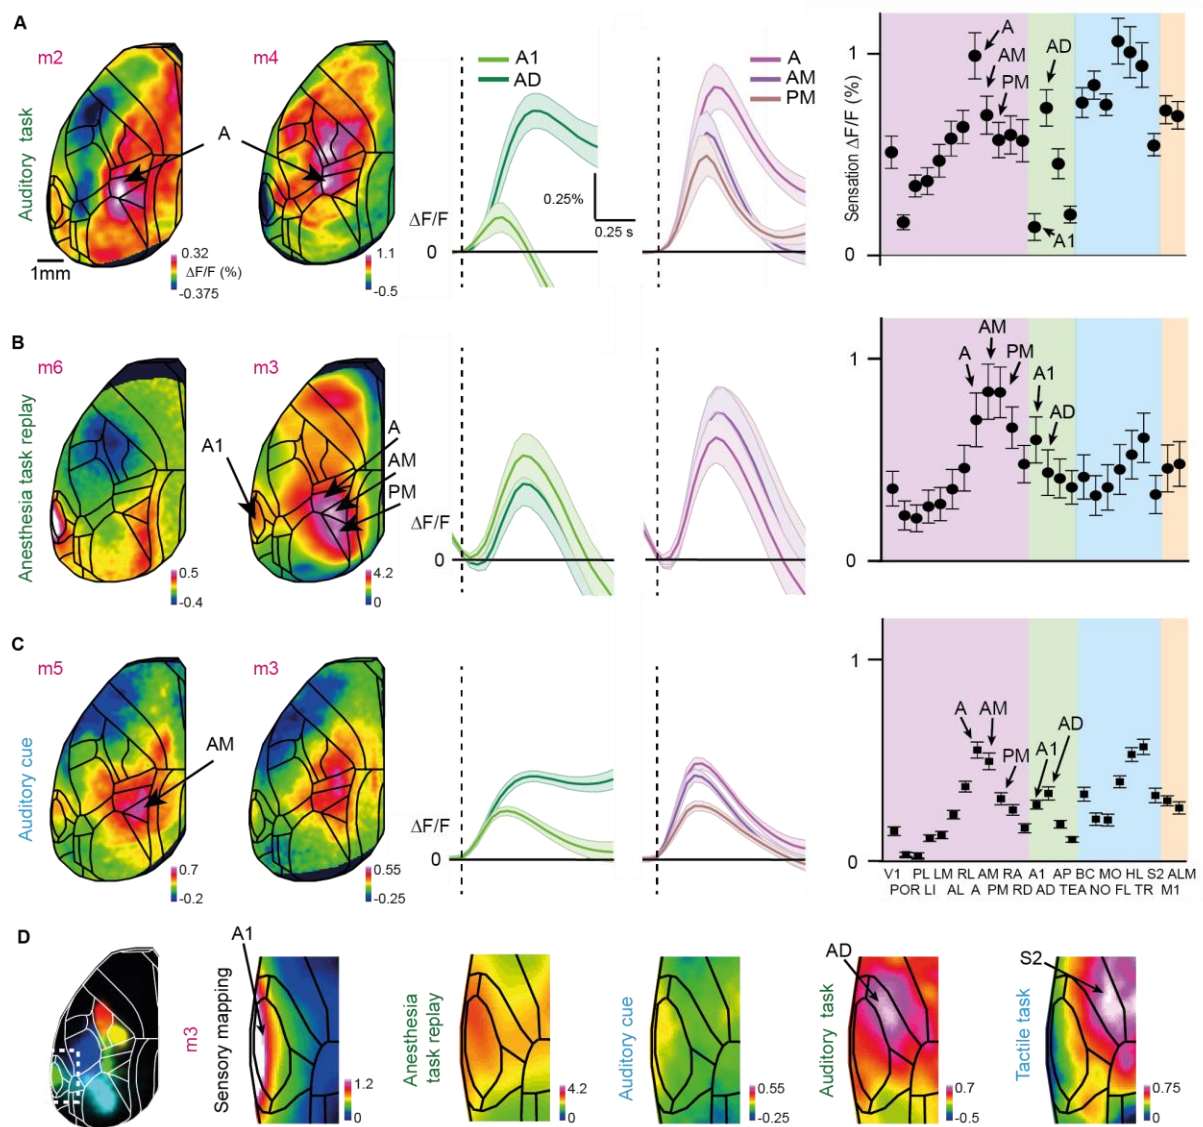 A
m2
m4
Auditory task
A
1mm
0.32
ΔF/F (%)
-0.375
1.1
-0.5
A1
AD
ΔF/F
0
0.25%
0.25 s
A
AM
PM
Sensation ΔF/F (%)
1
0
A
AM
PM
AD
A1
B
m6
m3
Anesthesia task replay
A1
A
AM
PM
0.5
-0.4
4.2
0
ΔF/F
0
1
0
A
AM
PM
A1
AD
C
m5
m3
Auditory cue
AM
0.7
-0.2
0.55
-0.25
ΔF/F
0
1
0
A
AM
PM
A1
AD
V1 PL LM RL AM RA A1 AP BC MO HL S2 ALM
POR LI AL A PM RD AD TEA NO FL TR M1
D
m3
Sensory mapping
A1
1.2
0
Anesthesia
task replay
4.2
0
Auditory cue
0.55
-0.25
Auditory task
AD
0.7
-0.5
Tactile task
S2
0.75
0